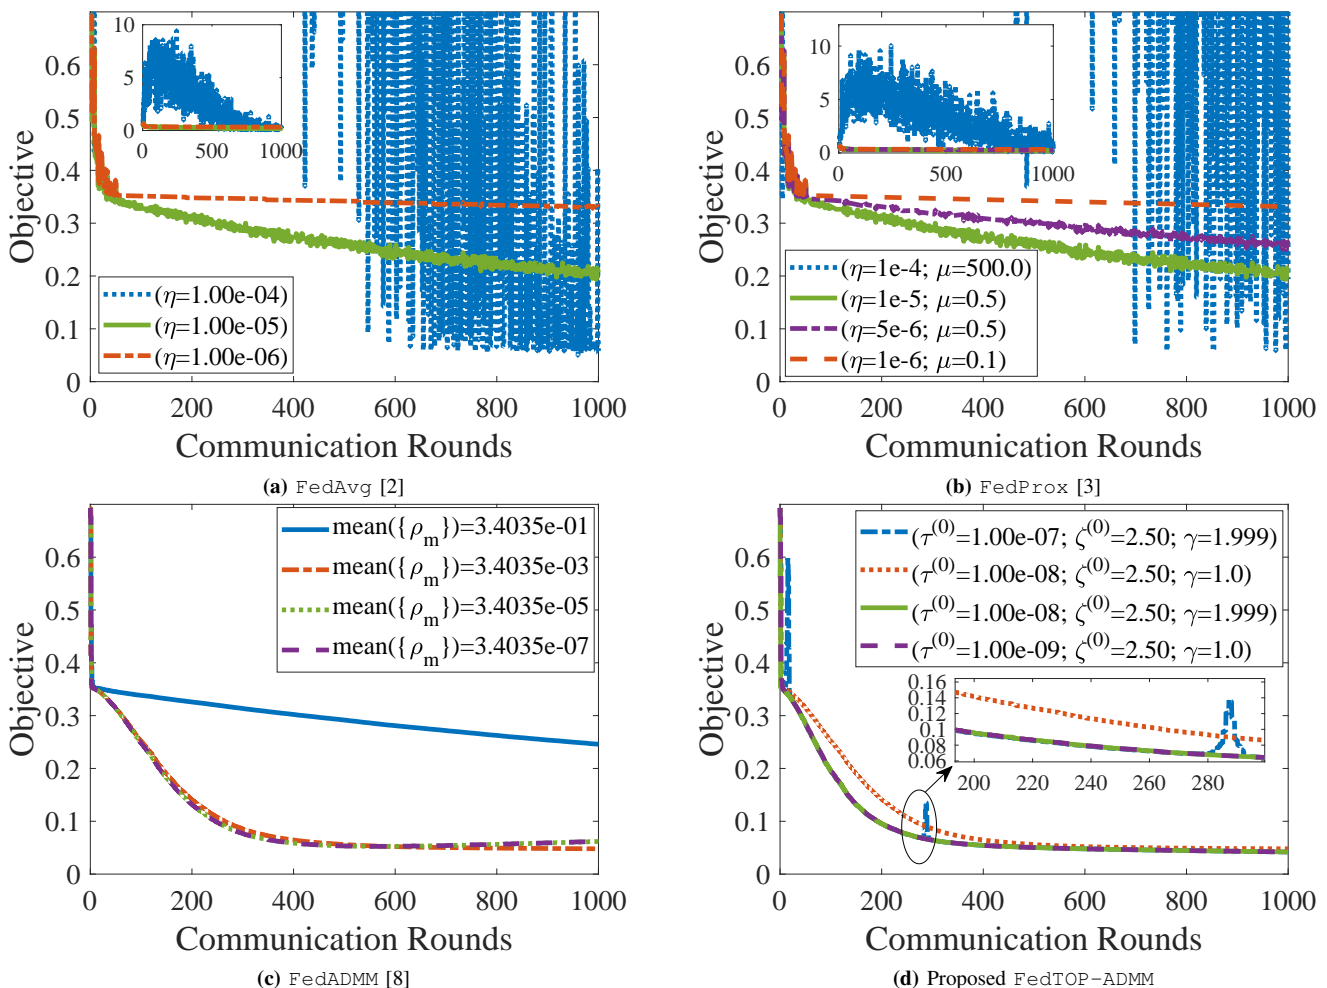 10
5
0
0 500 1000
0.6
0.5
0.4
0.3
0.2
0.1
0
Objective
(η=1.00e-04)
(η=1.00e-05)
(η=1.00e-06)
0 200 400 600 800 1000
Communication Rounds
(a) FedAvg [2]
10
5
0
0 500 1000
0.6
0.5
0.4
0.3
0.2
0.1
0
Objective
(η=1e-4; μ=500.0)
(η=1e-5; μ=0.5)
(η=5e-6; μ=0.5)
(η=1e-6; μ=0.1)
0 200 400 600 800 1000
Communication Rounds
(b) FedProx [3]
0.6
0.5
0.4
0.3
0.2
0.1
0
Objective
mean({ρm})=3.4035e-01
mean({ρm})=3.4035e-03
mean({ρm})=3.4035e-05
mean({ρm})=3.4035e-07
0 200 400 600 800 1000
Communication Rounds
(c) FedADMM [8]
0.6
0.5
0.4
0.3
0.2
0.1
0
Objective
(τ(0)=1.00e-07; ζ(0)=2.50; γ=1.999)
(τ(0)=1.00e-08; ζ(0)=2.50; γ=1.0)
(τ(0)=1.00e-08; ζ(0)=2.50; γ=1.999)
(τ(0)=1.00e-09; ζ(0)=2.50; γ=1.0)
0.16
0.14
0.12
0.1
0.08
0.06
200 220 240 260 280
0 200 400 600 800 1000
Communication Rounds
(d) Proposed FedTOP-ADMM